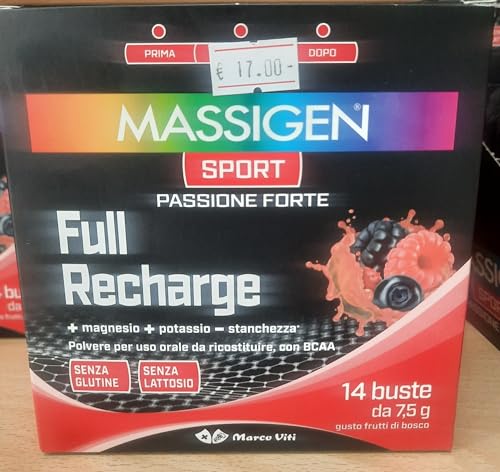 PRIMA
DOPO
€ 17.00-
MASSIGEN®
SPORT
PASSIONE FORTE
Full
Recharge
+ magnesio + potassio - stanchezza*
Polvere per uso orale da ricostituire, con BCAA
SENZA
GLUTINE
SENZA
LATTOSIO
14 buste
da 7,5 g
gusto frutti di bosco
Marco Viti